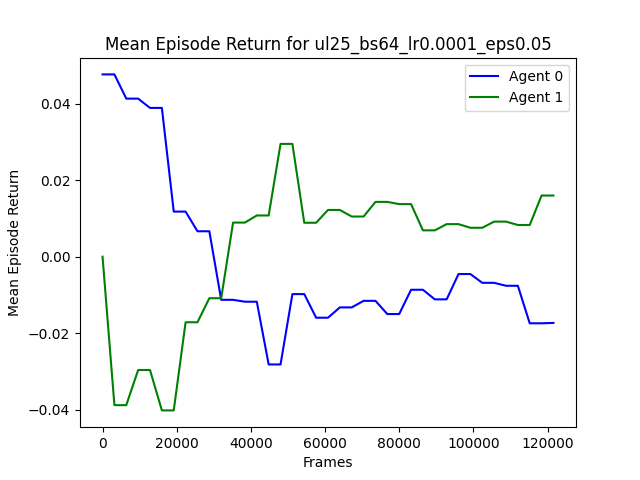 Mean Episode Return for ul25_bs64_lr0.0001_eps0.05
Agent 0
Agent 1
Mean Episode Return
0.04
0.02
0.00
−0.02
−0.04
0 20000 40000 60000 80000 100000 120000
Frames